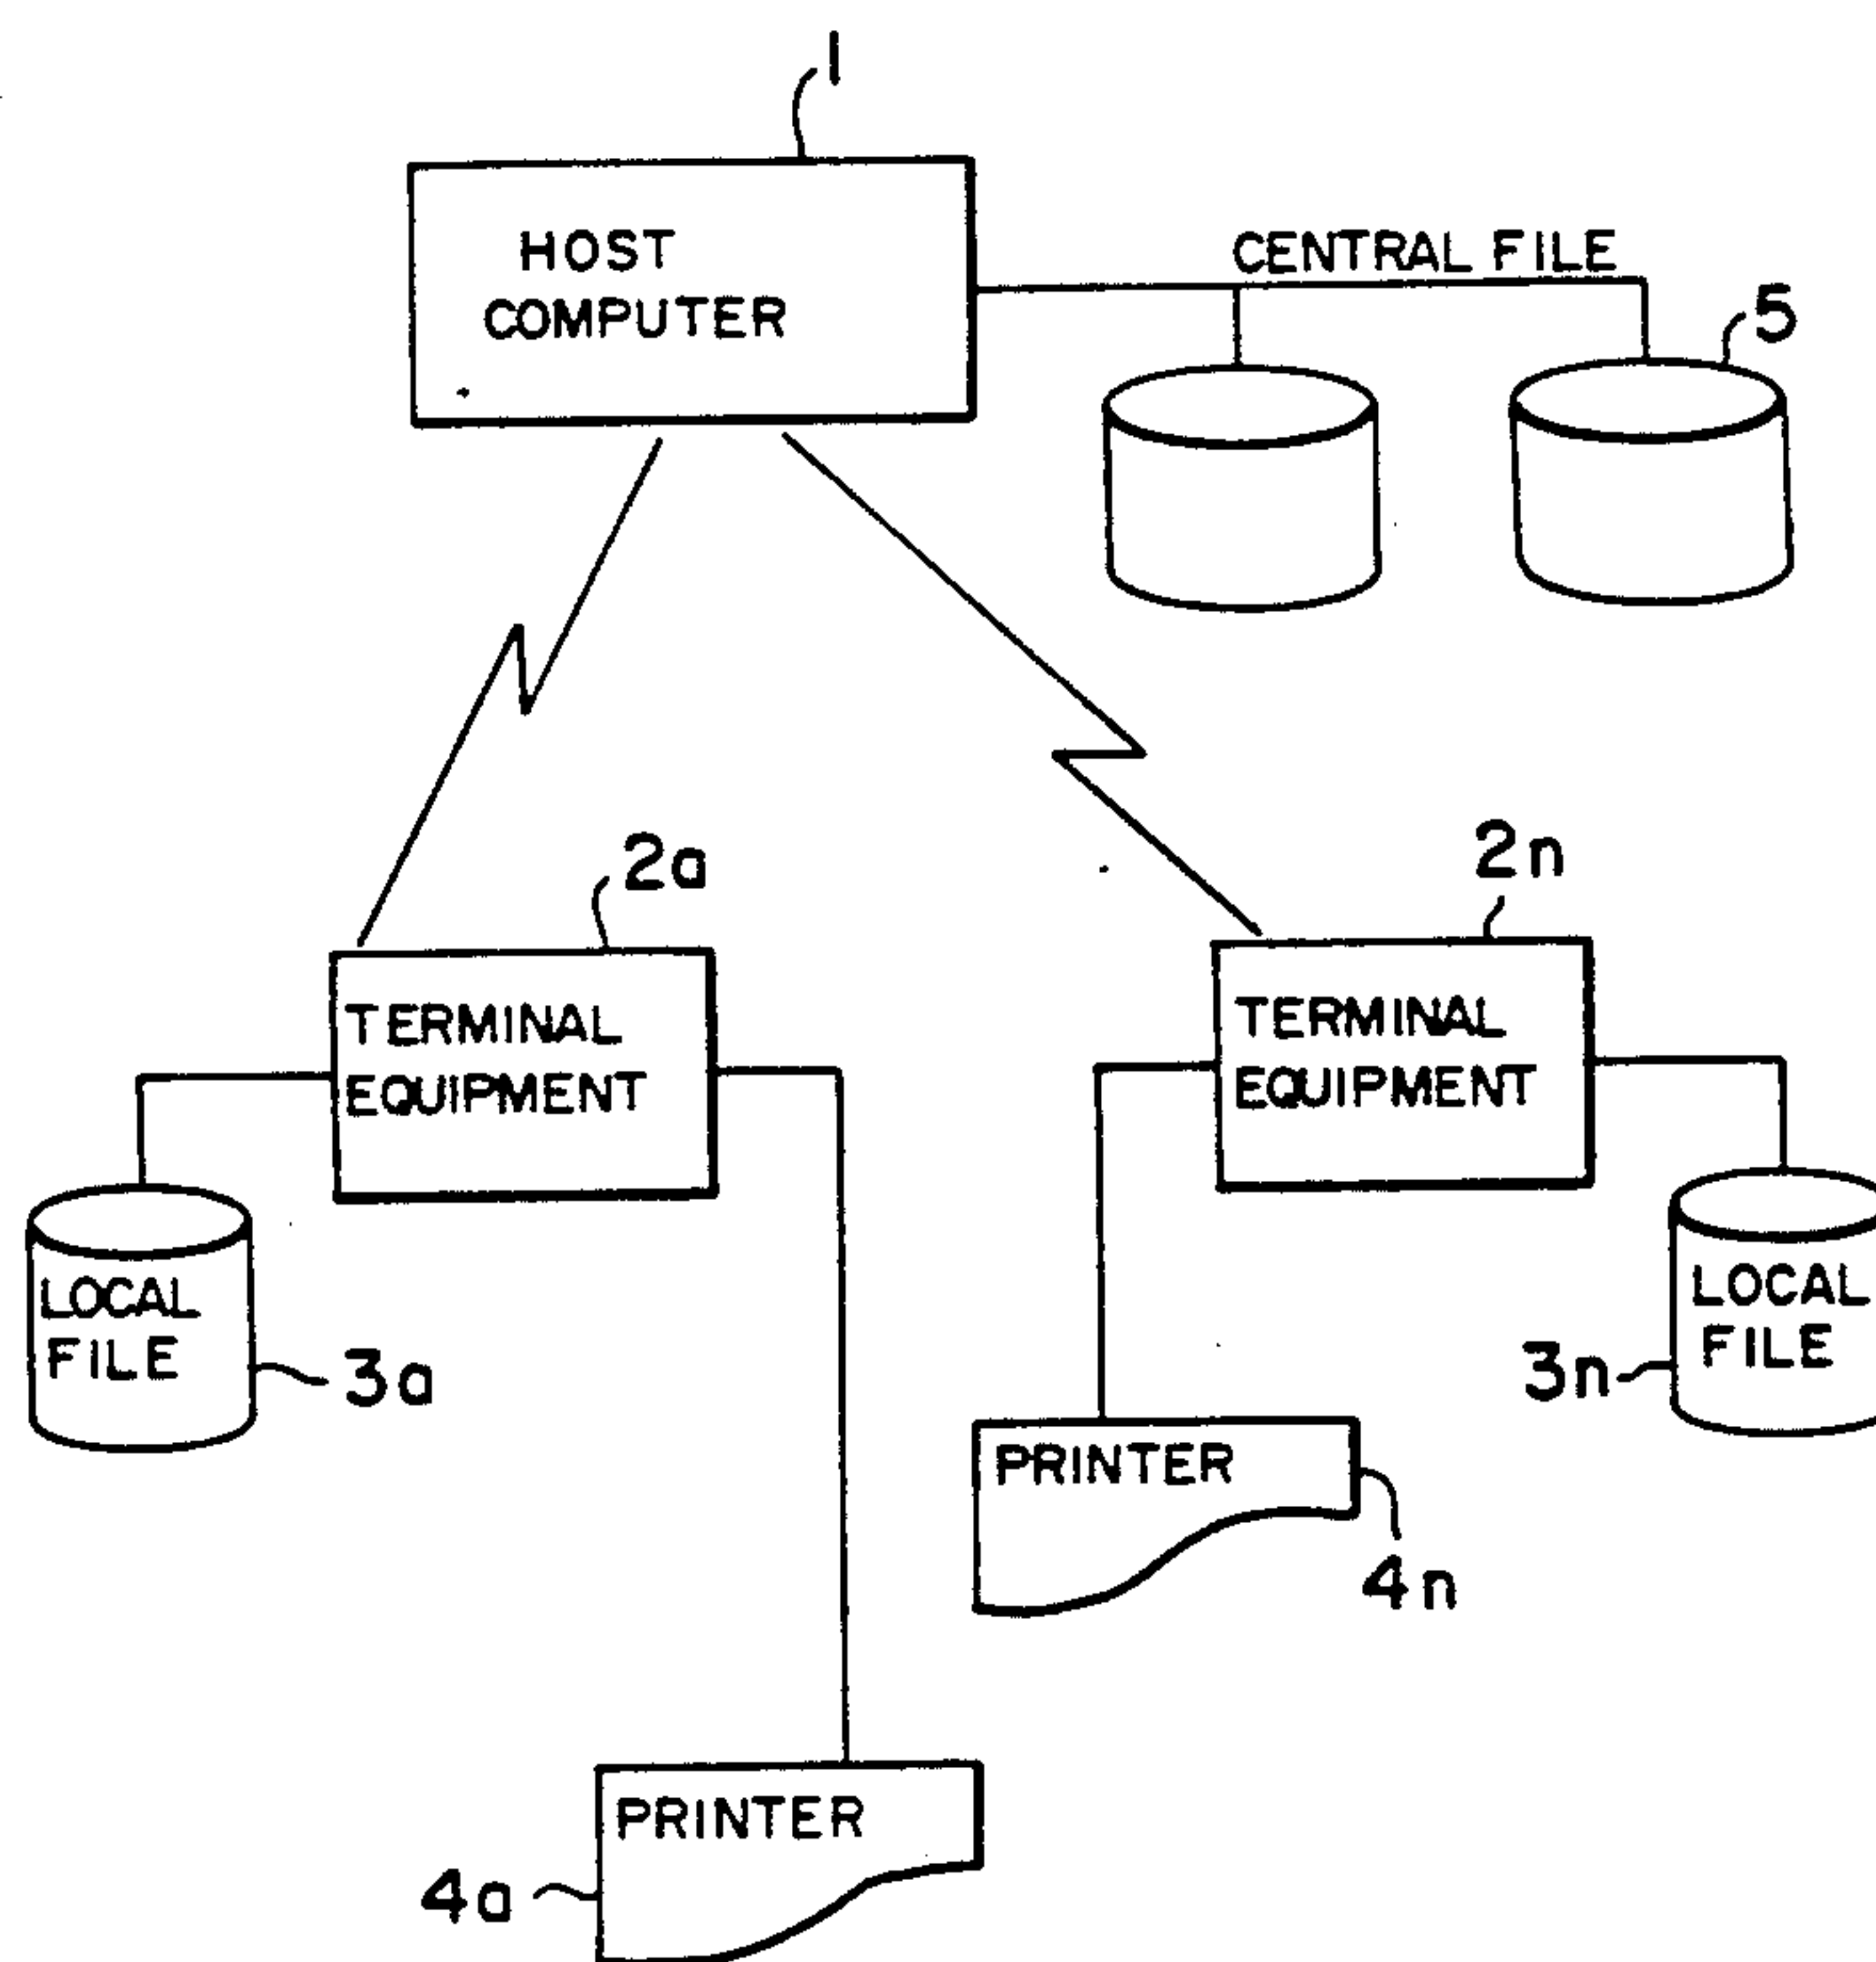 1
HOST
COMPUTER
CENTRAL FILE
5
2a
2n
TERMINAL
EQUIPMENT
TERMINAL
EQUIPMENT
LOCAL
FILE
3a
LOCAL
FILE
3n
PRINTER
4n
PRINTER
4a